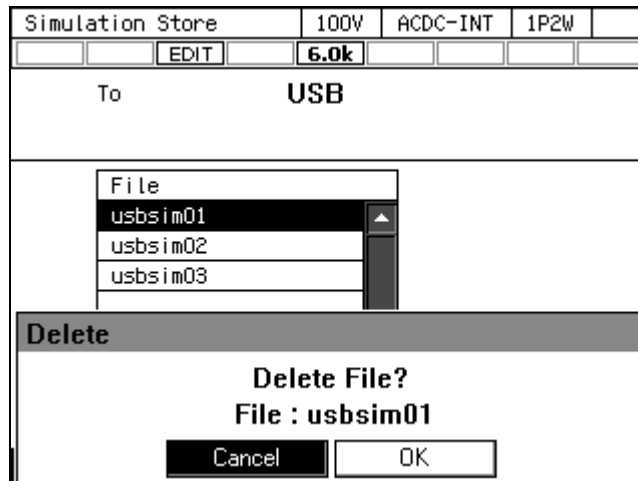 Simulation Store 100V ACDC-INT 1P2W
EDIT 6.0k
To USB
File
usbsim01
usbsim02
usbsim03
Delete
Delete File?
File : usbsim01
Cancel OK